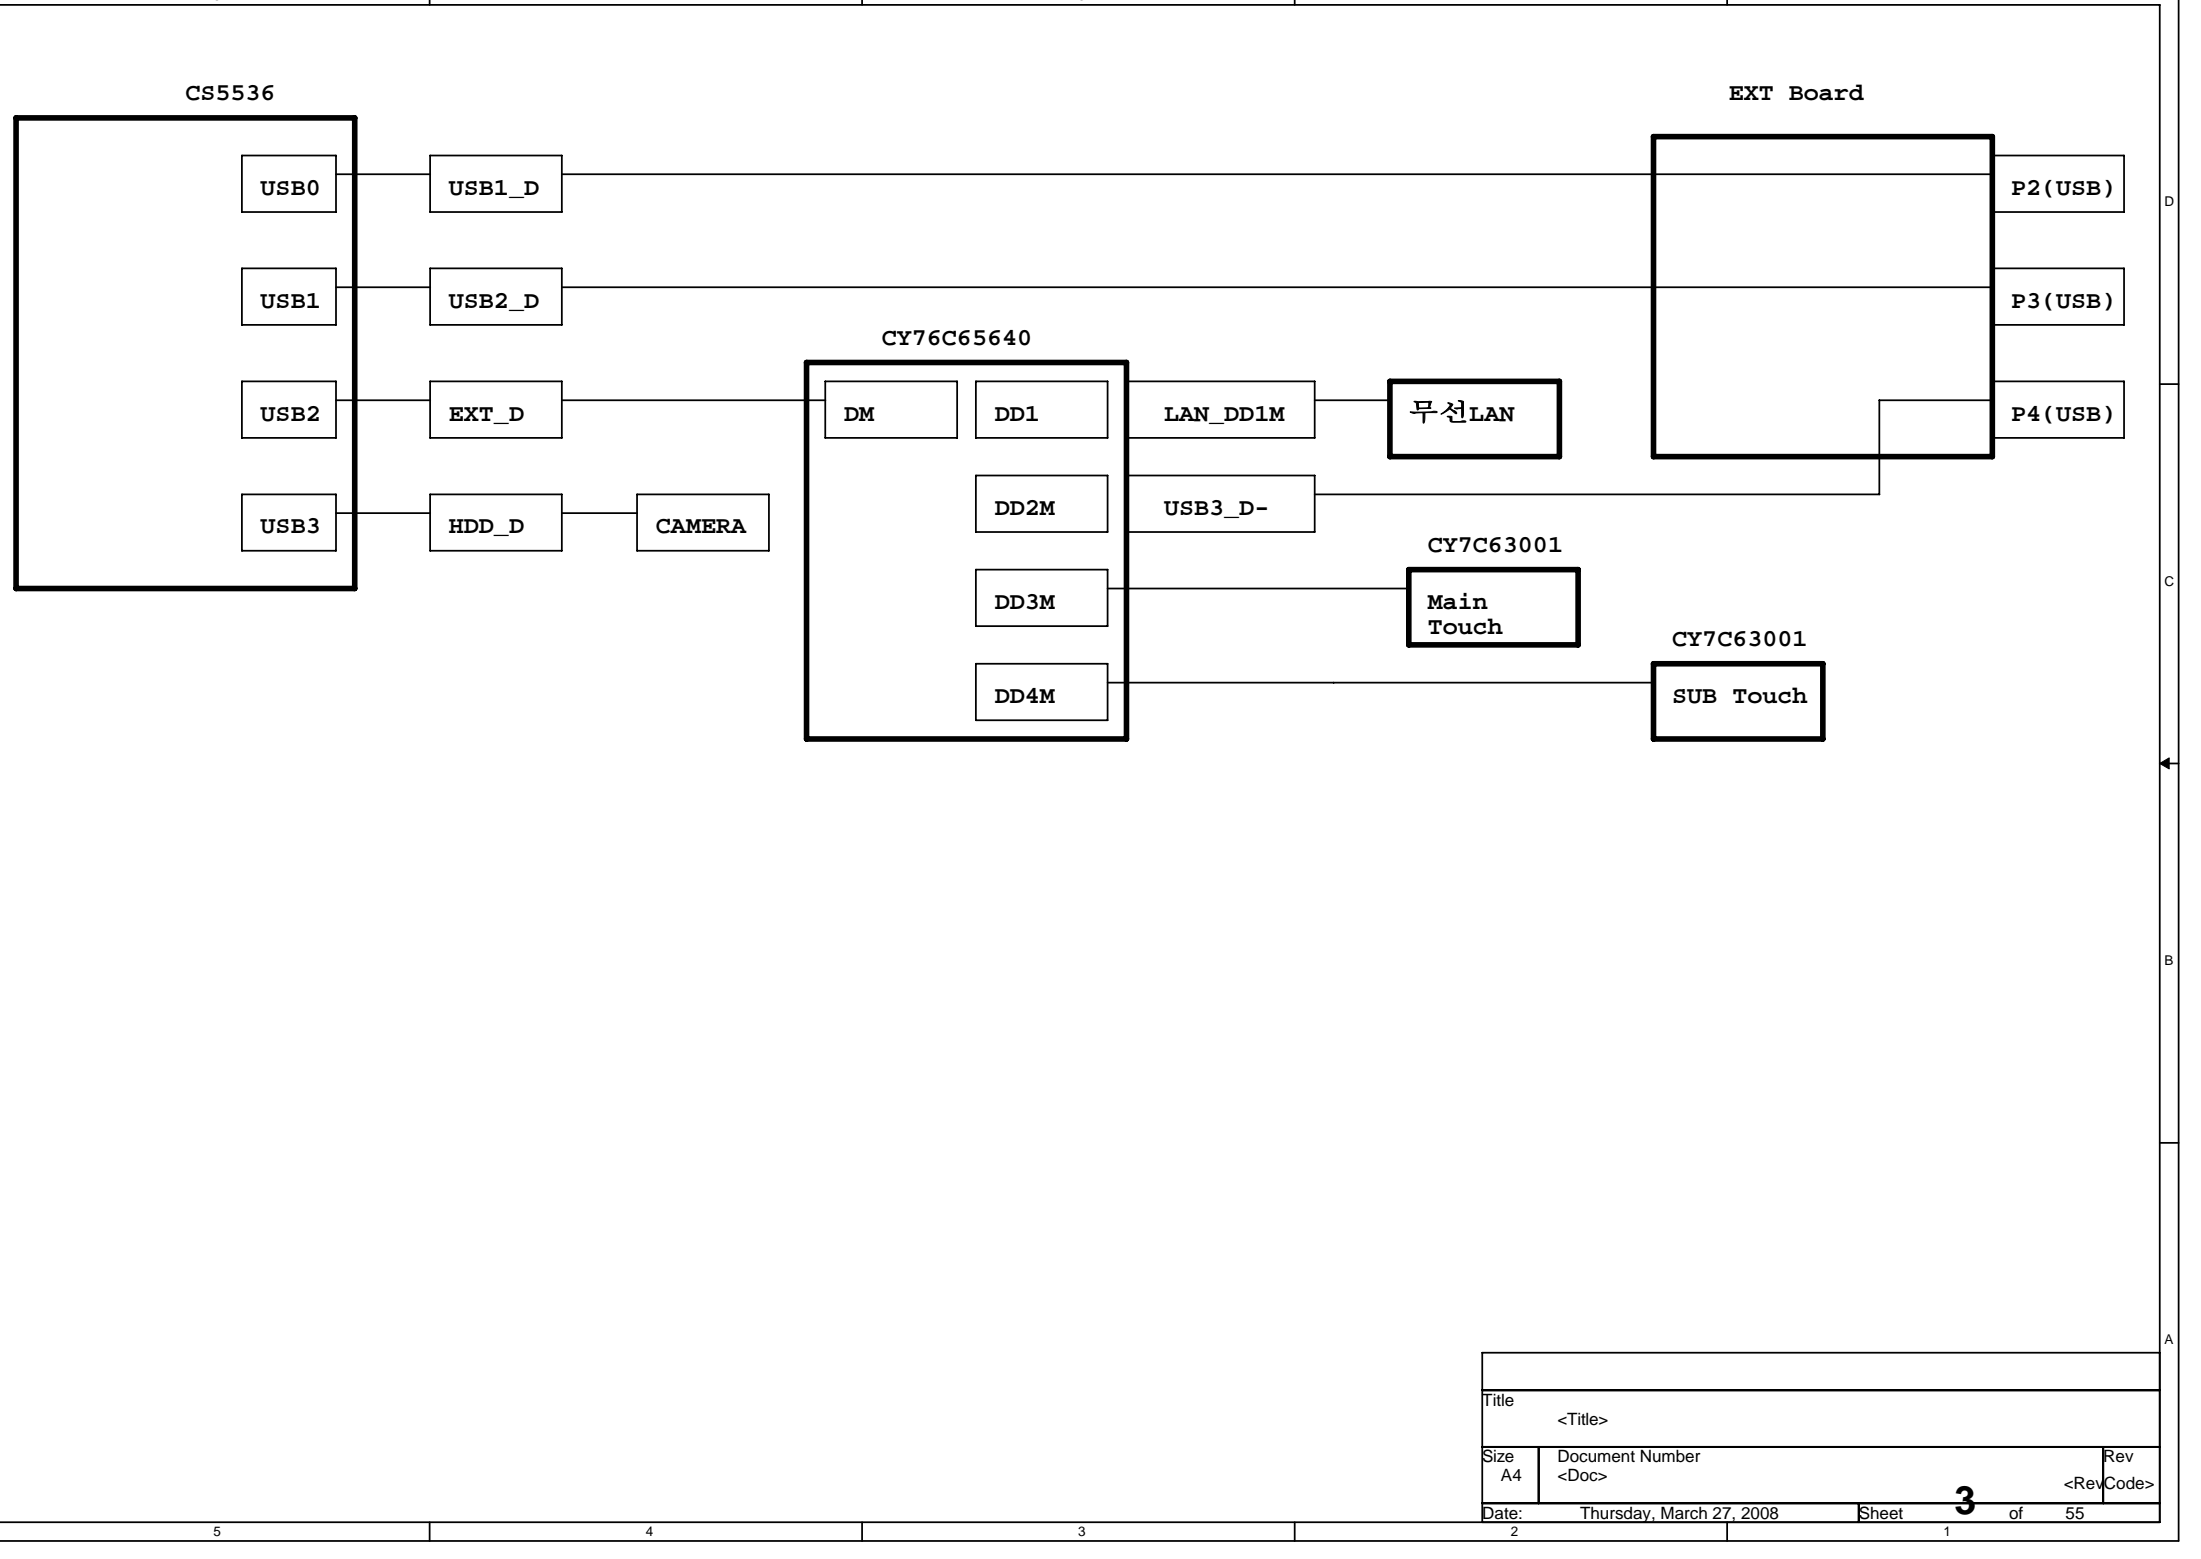 CS5536
EXT Board
USB0
USB1_D
P2(USB)
D
USB1
USB2_D
P3(USB)
CY76C65640
USB2
EXT_D
DM
DD1
LAN_DD1M
무선LAN
P4(USB)
USB3
HDD_D
CAMERA
DD2M
USB3_D-
CY7C63001
C
DD3M
Main
Touch
CY7C63001
DD4M
SUB Touch
B
A
Title
<Title>
Size
A4
Document Number
<Doc>
Rev
<RevCode>
Date:
Thursday, March 27, 2008
Sheet
3
of
55
5
4
3
2
1